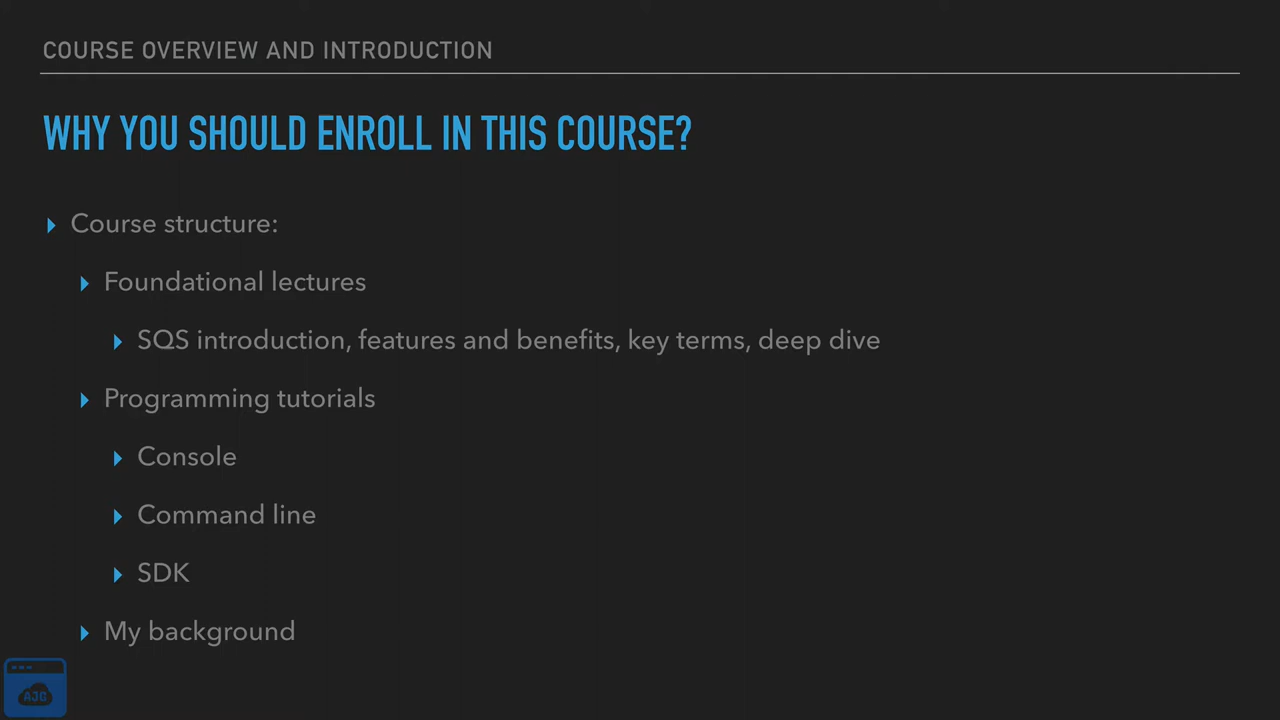 COURSE OVERVIEW AND INTRODUCTION
WHY YOU SHOULD ENROLL IN THIS COURSE?
Course structure:
Foundational lectures
SQS introduction, features and benefits, key terms, deep dive
Programming tutorials
Console
Command line
SDK
My background
AJC